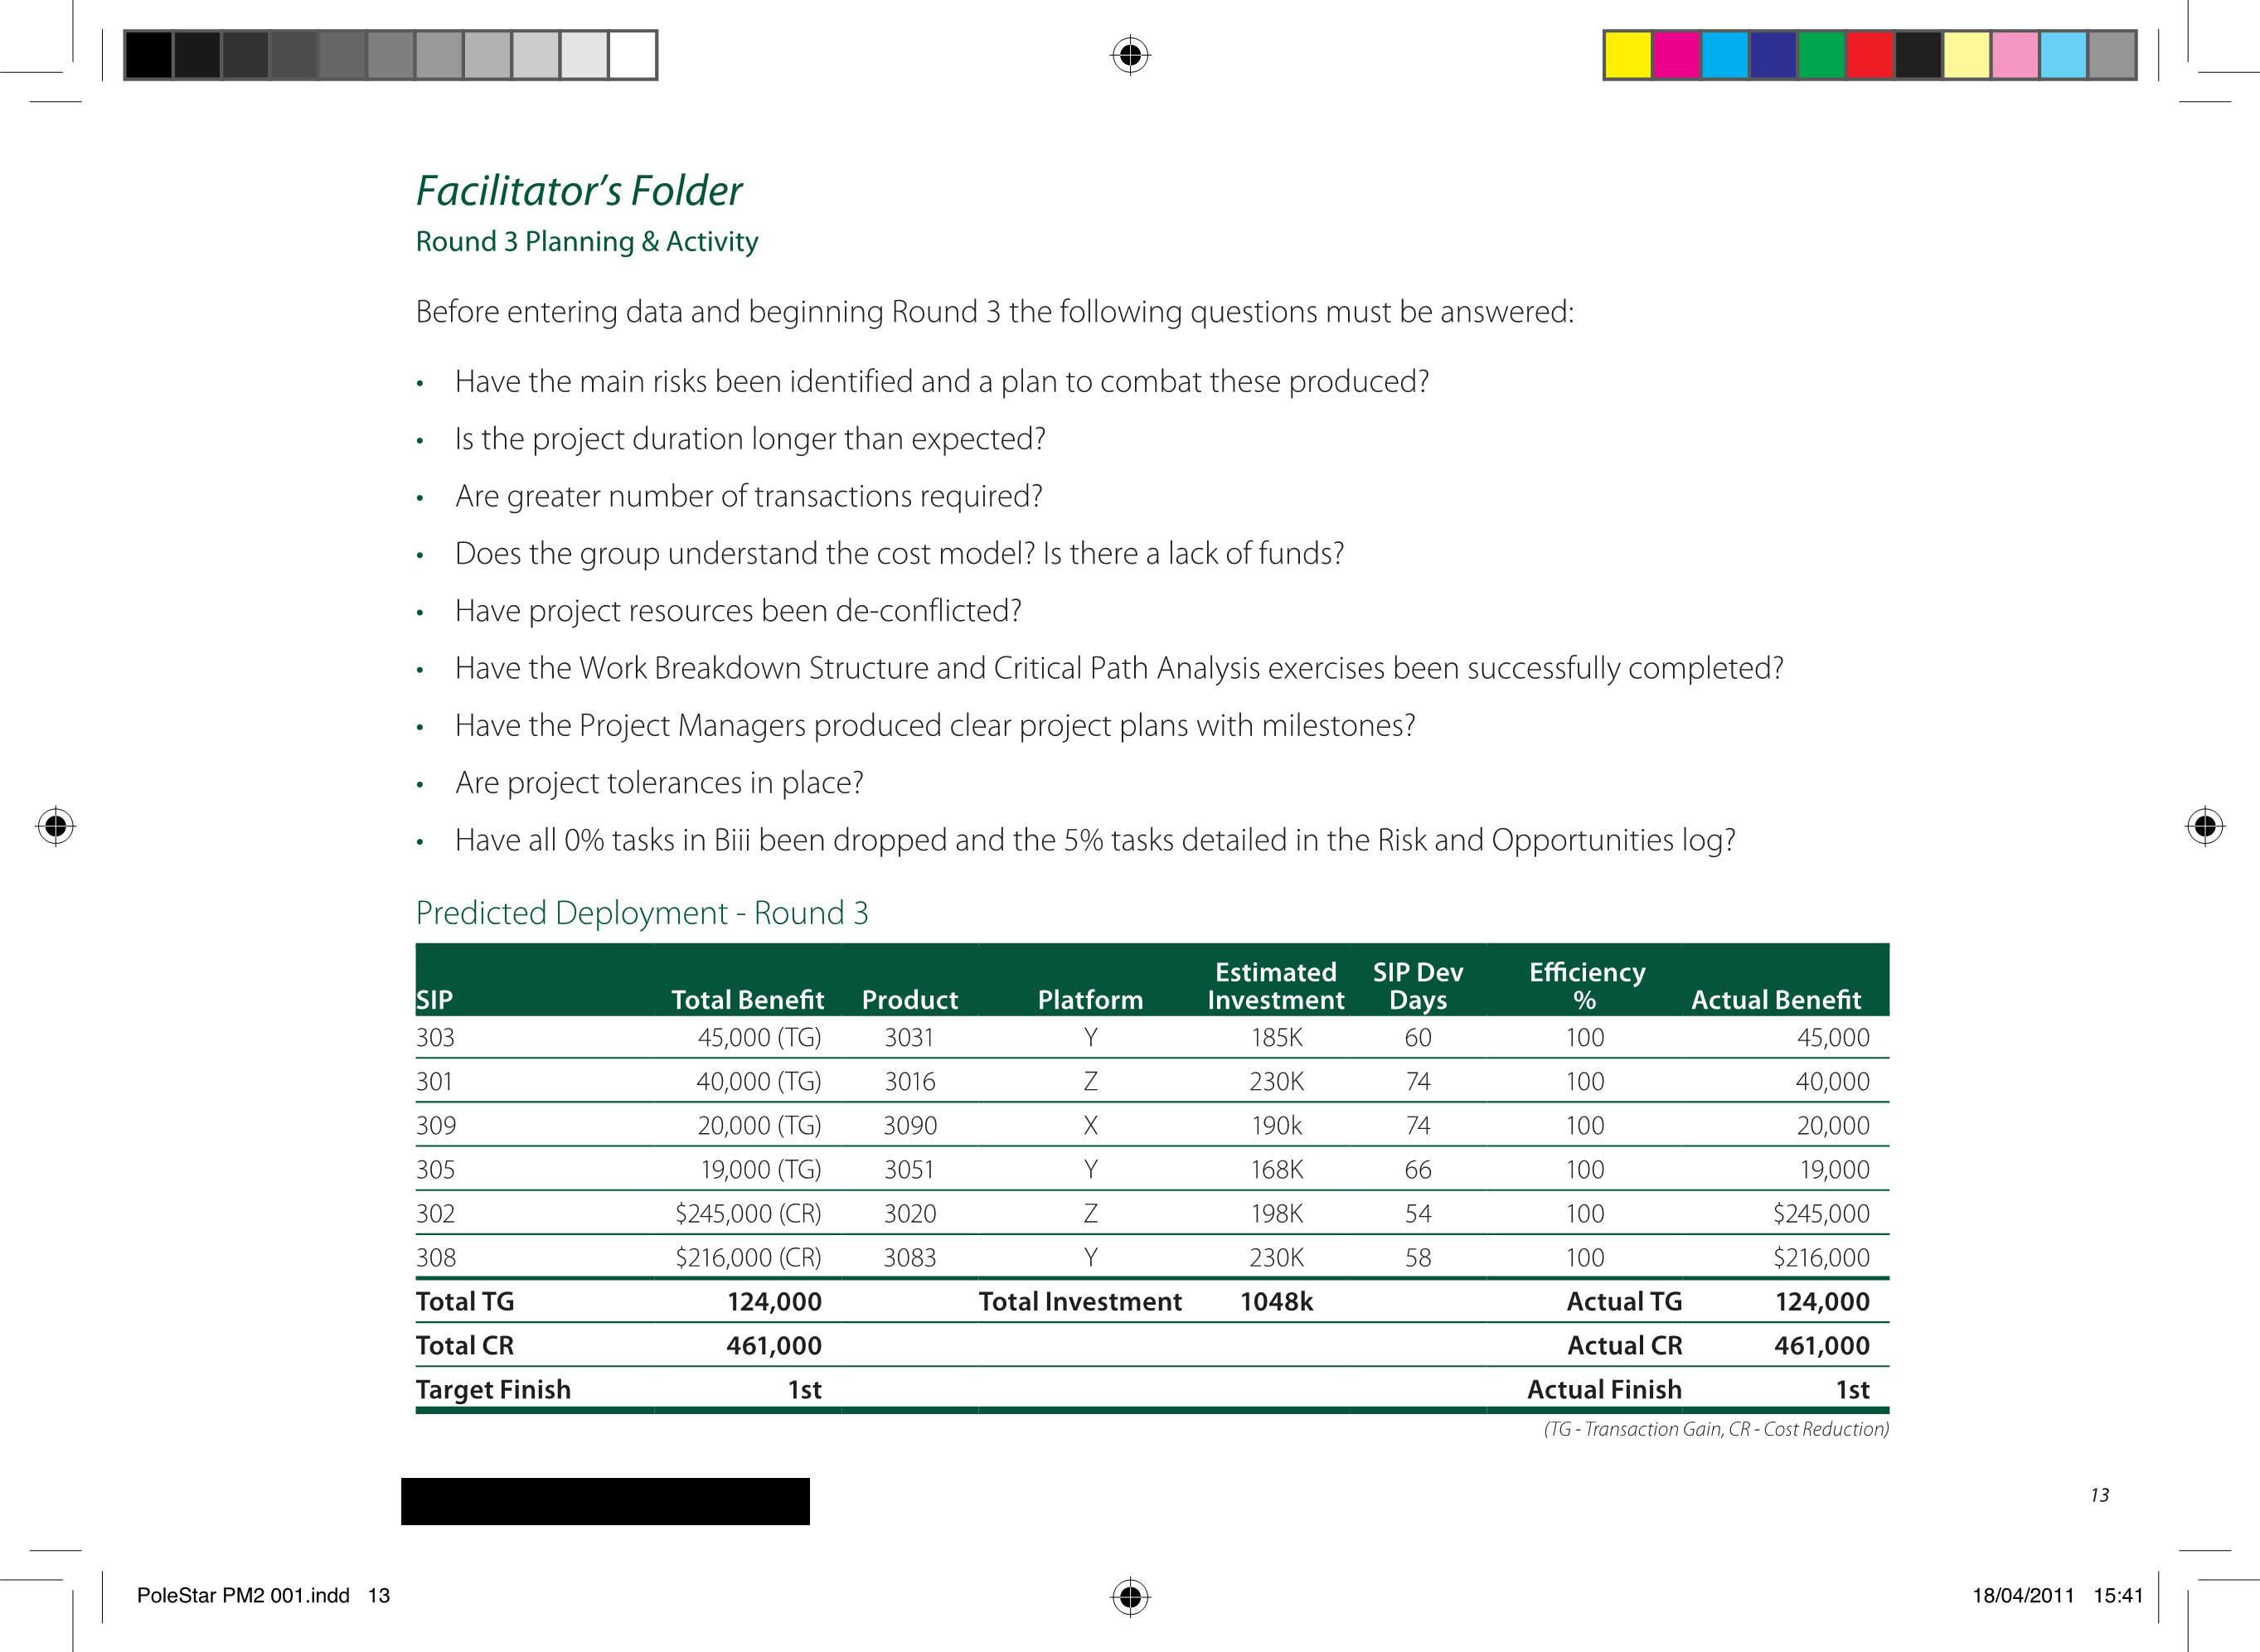 Facilitator's Folder
Round 3 Planning & Activity
Before entering data and beginning Round 3 the following questions must be answered:
• Have the main risks been identified and a plan to combat these produced?
• Is the project duration longer than expected?
• Are greater number of transactions required?
• Does the group understand the cost model? Is there a lack of funds?
• Have project resources been de-conflicted?
• Have the Work Breakdown Structure and Critical Path Analysis exercises been successfully completed?
• Have the Project Managers produced clear project plans with milestones?
• Are project tolerances in place?
• Have all 0% tasks in Biii been dropped and the 5% tasks detailed in the Risk and Opportunities log?
Predicted Deployment - Round 3
SIP Total Benefit Product Platform Estimated Investment SIP Dev Days Efficiency % Actual Benefit
303 45,000 (TG) 3031 Y 185K 60 100 45,000
301 40,000 (TG) 3016 Z 230K 74 100 40,000
309 20,000 (TG) 3090 X 190k 74 100 20,000
305 19,000 (TG) 3051 Y 168K 66 100 19,000
302 $245,000 (CR) 3020 Z 198K 54 100 $245,000
308 $216,000 (CR) 3083 Y 230K 58 100 $216,000
Total TG 124,000 Total Investment 1048k Actual TG 124,000
Total CR 461,000 Actual CR 461,000
Target Finish 1st Actual Finish 1st
(TG - Transaction Gain, CR - Cost Reduction)
13
PoleStar PM2 001.indd 13 18/04/2011 15:41